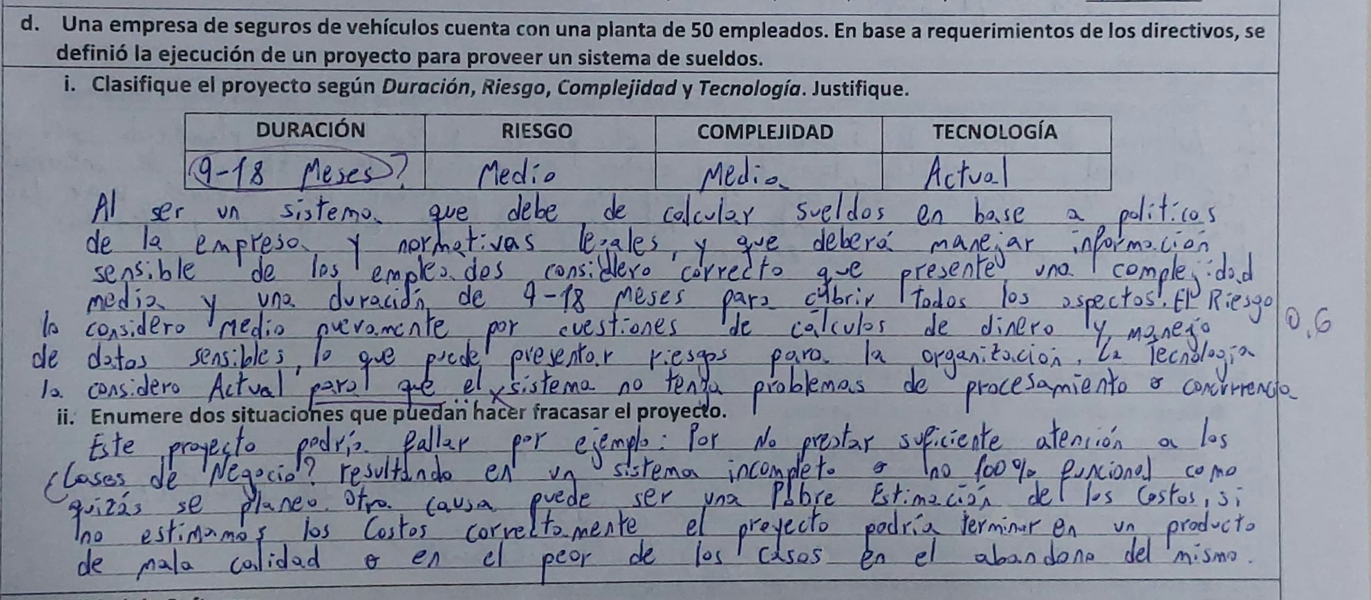 d. Una empresa de seguros de vehículos cuenta con una planta de 50 empleados. En base a requerimientos de los directivos, se
definió la ejecución de un proyecto para proveer un sistema de sueldos.
i. Clasifique el proyecto según Duración, Riesgo, Complejidad y Tecnología. Justifique.
DURACIÓN RIESGO COMPLEJIDAD TECNOLOGÍA
9-18 Meses? Medio Media Actual
Al ser un sistema que debe de calcular sueldos en base a políticas
de la empresa y normativas legales, y que deberá manejar información
sensible de los empleados considero correcto que presente una complejidad
media y una duración de 9-18 meses para cubrir todos los aspectos. El Riesgo
lo considero Medio nuevamente por cuestiones de cálculos de dinero y manejo
de datos sensibles, lo que puede presentar riesgos para la organización. La Tecnología
la considero Actual para que el sistema no tenga problemas de procesamiento o concurrencia
0.6
ii. Enumere dos situaciones que puedan hacer fracasar el proyecto.
Este proyecto podría fallar por ejemplo: Por No prestar suficiente atención a las
Clases de Negocio? resultando en un sistema incompleto o no 100% funcional como
quizás se planeo. Otra causa puede ser una Pobre Estimación de los Costos, si
no estimamos los Costos correctamente el proyecto podría terminar en un producto
de mala calidad o en el peor de los casos en el abandono del mismo.